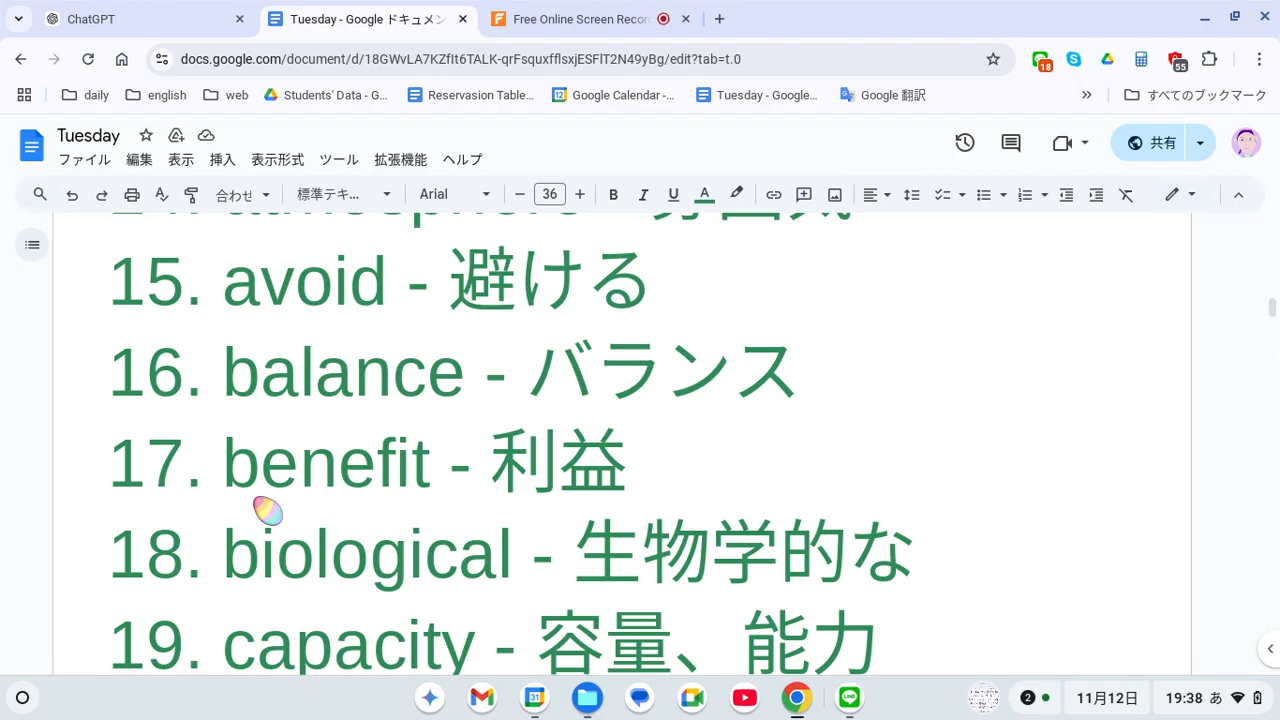 ChatGPT
Tuesday - Google ドキュメン
Free Online Screen Recor
docs.google.com/document/d/
edit?tab=t.0
18
55
daily
english
web
Students' Data - G...
Reservasion Table...
Google Calendar -...
Tuesday - Google...
Google 翻訳
すべてのブックマーク
Tuesday
共有
ファイル 編集 表示 挿入 表示形式 ツール 拡張機能 ヘルプ
合わせ
標準テキ...
Arial
36
B I U A
15. avoid - 避ける
16. balance - バランス
17. benefit - 利益
18. biological - 生物学的な
19. capacity - 容量、能力
31
2
11月12日
19:38 あ